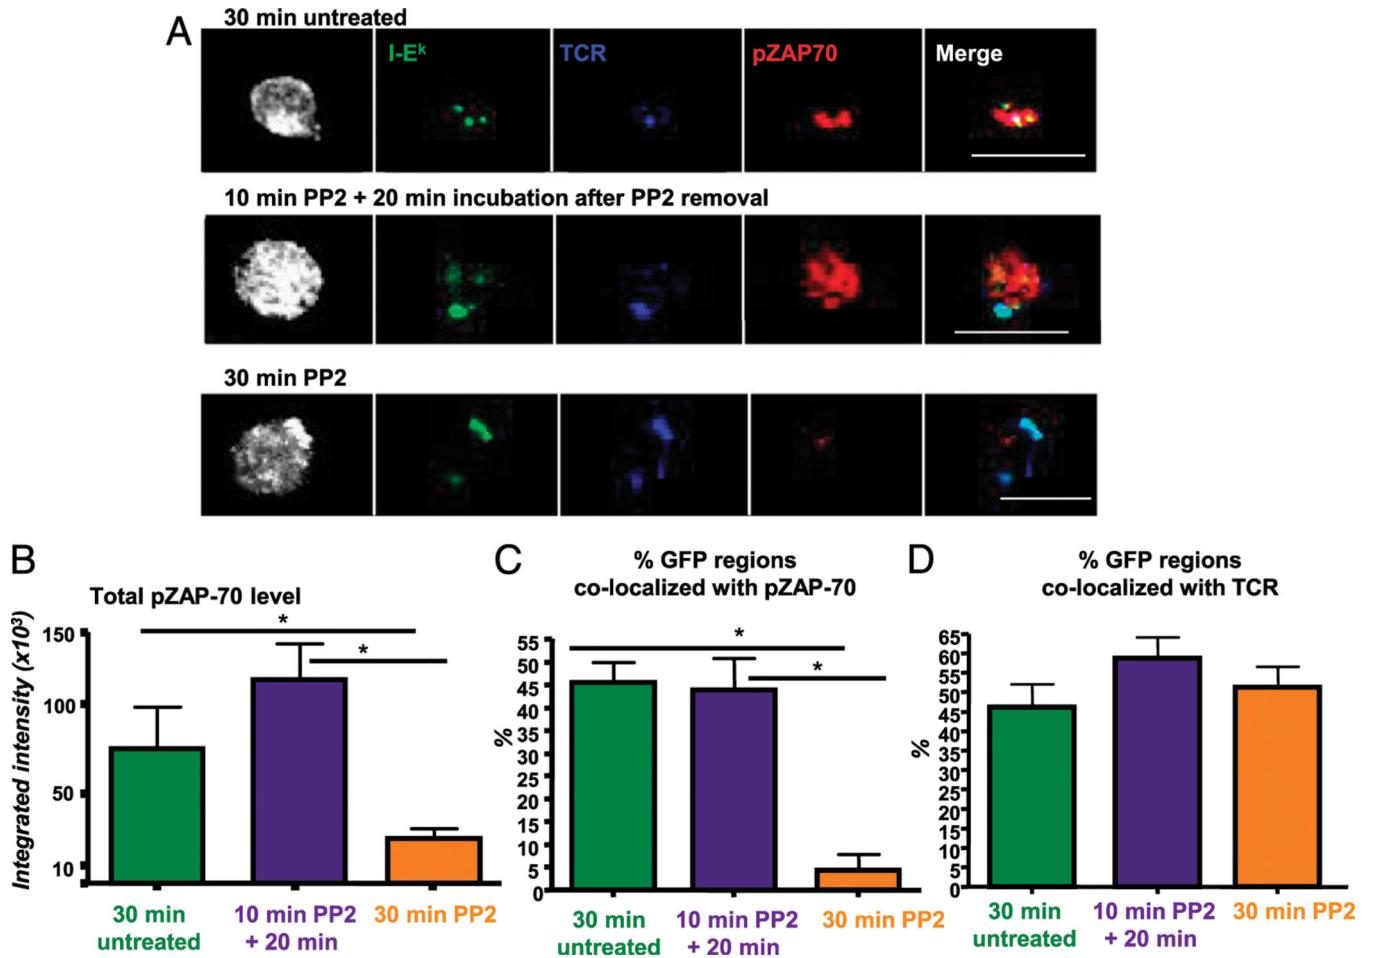 A
30 min untreated
I-Eᵏ TCR pZAP70 Merge
10 min PP2 + 20 min incubation after PP2 removal
30 min PP2
B
Total pZAP-70 level
Integrated intensity (x10³)
150
100
50
10
*
*
30 min
untreated
10 min PP2
+ 20 min
30 min PP2
C
% GFP regions
co-localized with pZAP-70
%
55
50
45
40
35
30
25
20
15
10
5
0
*
*
30 min
untreated
10 min PP2
+ 20 min
30 min PP2
D
% GFP regions
co-localized with TCR
%
65
60
55
50
45
40
35
30
25
20
15
10
5
0
30 min
untreated
10 min PP2
+ 20 min
30 min PP2